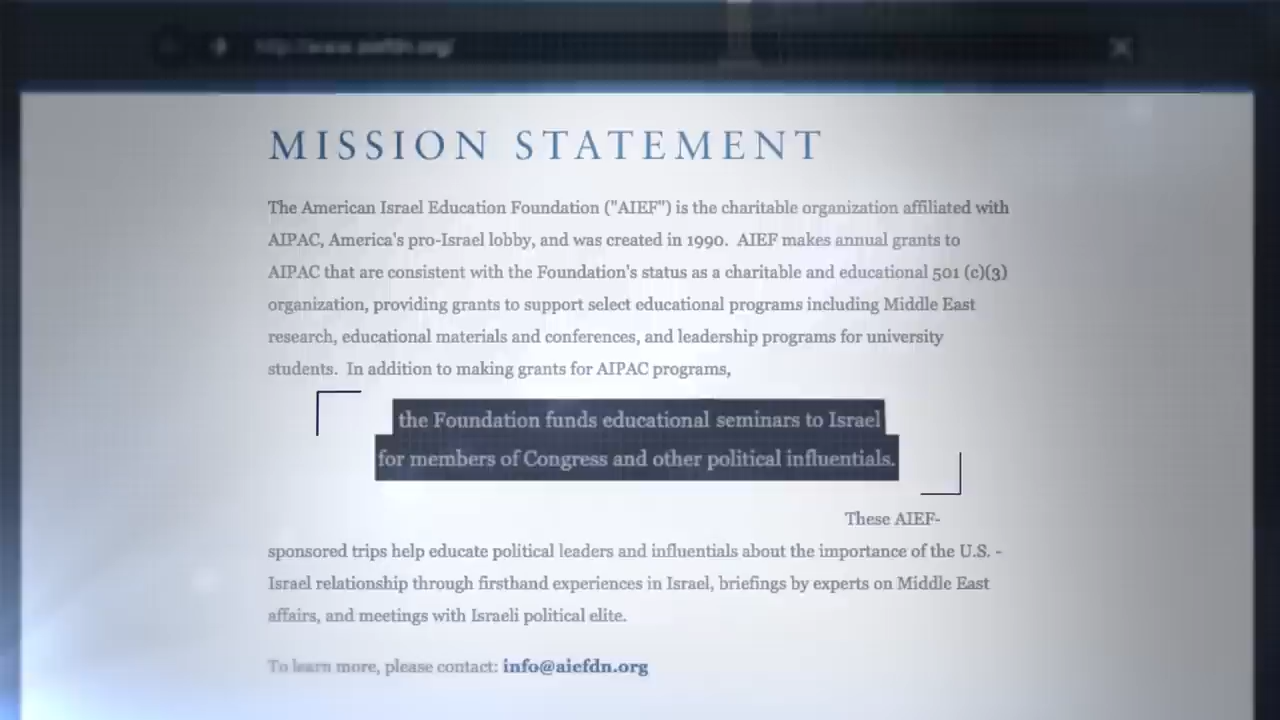 http://www.aiefdn.org/
MISSION STATEMENT
The American Israel Education Foundation ("AIEF") is the charitable organization affiliated with
AIPAC, America's pro-Israel lobby, and was created in 1990.  AIEF makes annual grants to
AIPAC that are consistent with the Foundation's status as a charitable and educational 501 (c)(3)
organization, providing grants to support select educational programs including Middle East
research, educational materials and conferences, and leadership programs for university
students.  In addition to making grants for AIPAC programs,
the Foundation funds educational seminars to Israel
for members of Congress and other political influentials.
These AIEF-
sponsored trips help educate political leaders and influentials about the importance of the U.S. -
Israel relationship through firsthand experiences in Israel, briefings by experts on Middle East
affairs, and meetings with Israeli political elite.
To learn more, please contact: info@aiefdn.org